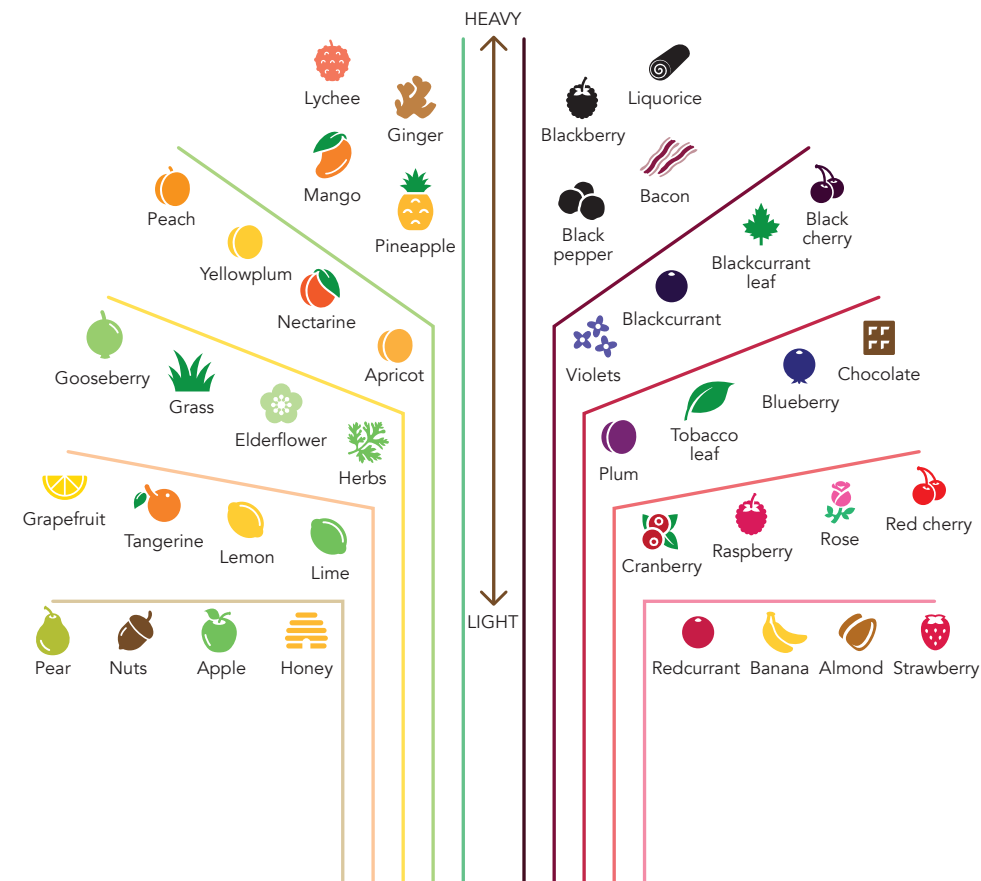 HEAVY
Lychee
Ginger
Mango
Pineapple
Peach
Yellowplum
Nectarine
Apricot
Gooseberry
Grass
Elderflower
Herbs
Grapefruit
Tangerine
Lemon
Lime
Pear
Nuts
Apple
Honey
Liquorice
Blackberry
Bacon
Black
pepper
Black
cherry
Blackcurrant
leaf
Blackcurrant
Violets
Chocolate
Blueberry
Tobacco
leaf
Plum
Red cherry
Rose
Raspberry
Cranberry
LIGHT
Redcurrant
Banana
Almond
Strawberry